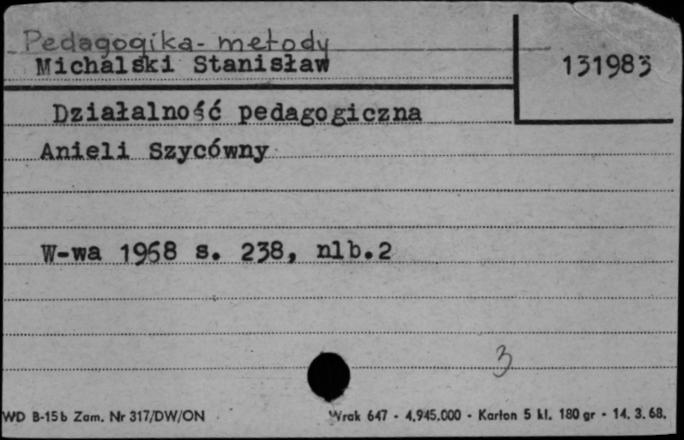 Pedagogika - metody
Michalski Stanisław
131983
Działalność pedagogiczna
Anieli Szycówny
W-wa 1968 s. 238, nlb.2
3
WD B-15b Zam. Nr 317/DW/ON Wrak 647 - 4.945.000 - Karton 5 kl. 180 gr - 14. 3. 68.